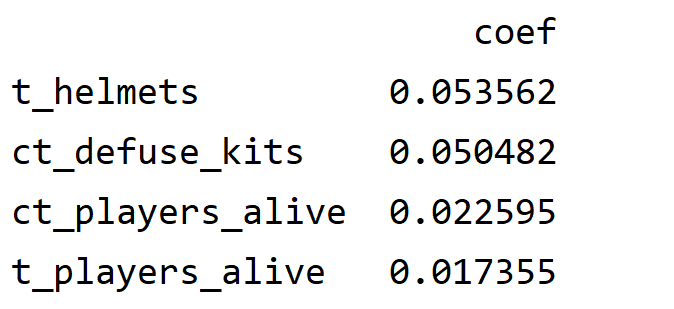 coef
t_helmets 0.053562
ct_defuse_kits 0.050482
ct_players_alive 0.022595
t_players_alive 0.017355